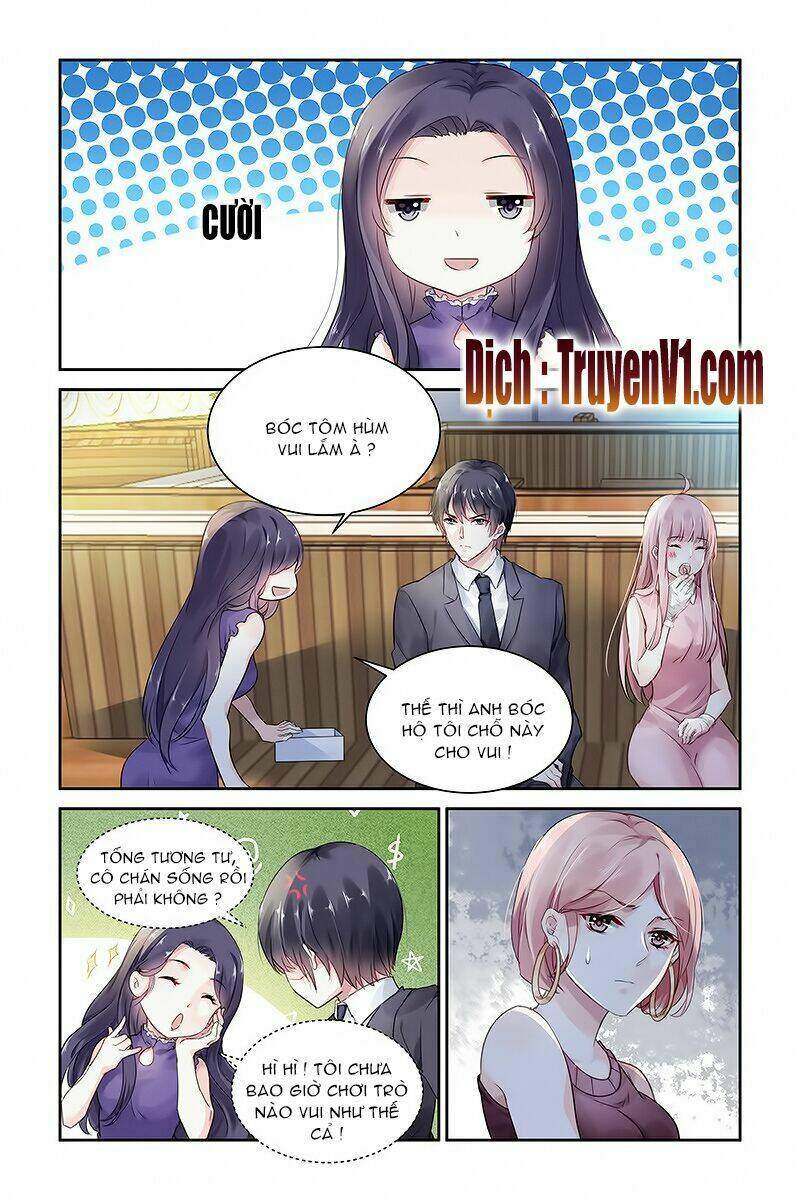 CƯỜI
Dịch : TruyenV1.com
BÓC TÔM HÙM
VUI LẮM À ?
THẾ THÌ ANH BÓC
HỘ TÔI CHỖ NÀY
CHO VUI !
TỐNG TƯƠNG TƯ,
CÔ CHÁN SỐNG RỒI
PHẢI KHÔNG ?
$
HÌ HÌ ! TÔI CHƯA
BAO GIỜ CHƠI TRÒ
NÀO VUI NHƯ THẾ
CẢ !